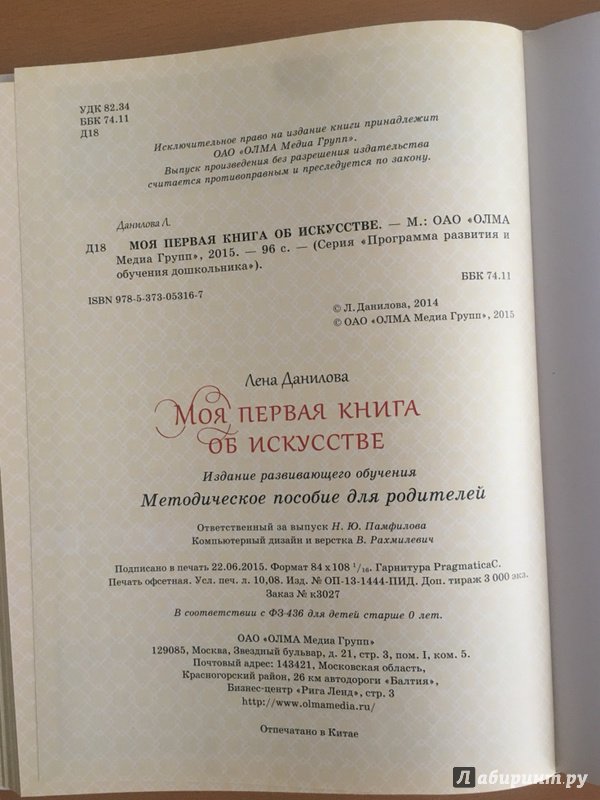 УДК 82.34
ББК 74.11
Д18
Исключительное право на издание книги принадлежит
ОАО «ОЛМА Медиа Групп».
Выпуск произведения без разрешения издательства
считается противоправным и преследуется по закону.
Данилова Л.
Д18 МОЯ ПЕРВАЯ КНИГА ОБ ИСКУССТВЕ. — М.: ОАО «ОЛМА
Медиа Групп», 2015. — 96 с. — (Серия «Программа развития и
обучения дошкольника»).
ББК 74.11
ISBN 978-5-373-05316-7
© Л. Данилова, 2014
© ОАО «ОЛМА Медиа Групп», 2015
Лена Данилова
Моя первая книга
об искусстве
Издание развивающего обучения
Методическое пособие для родителей
Ответственный за выпуск Н. Ю. Памфилова
Компьютерный дизайн и верстка В. Рахмилевич
Подписано в печать 22.06.2015. Формат 84 х 108 1/16. Гарнитура PragmaticaC.
Печать офсетная. Усл. печ. л. 10,08. Изд. № ОП-13-1444-ПИД. Доп. тираж 3 000 экз.
Заказ № к3027
В соответствии с ФЗ-436 для детей старше 0 лет.
ОАО «ОЛМА Медиа Групп»
129085, Москва, Звездный бульвар, д. 21, стр. 3, пом. I, ком. 5.
Почтовый адрес: 143421, Московская область,
Красногорский район, 26 км автодороги «Балтия»,
Бизнес-центр «Рига Ленд», стр. 3
http://www.olmamedia.ru/
Отпечатано в Китае
Лабиринт.ру